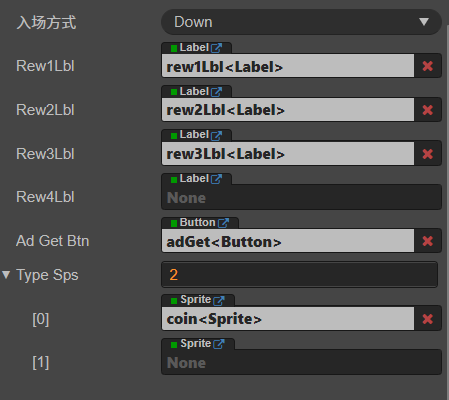 入场方式 Down
Label
Rew1Lbl rew1Lbl<Label>
Label
Rew2Lbl rew2Lbl<Label>
Label
Rew3Lbl rew3Lbl<Label>
Label
Rew4Lbl None
Button
Ad Get Btn adGet<Button>
Type Sps 2
Sprite
[0] coin<Sprite>
Sprite
[1] None